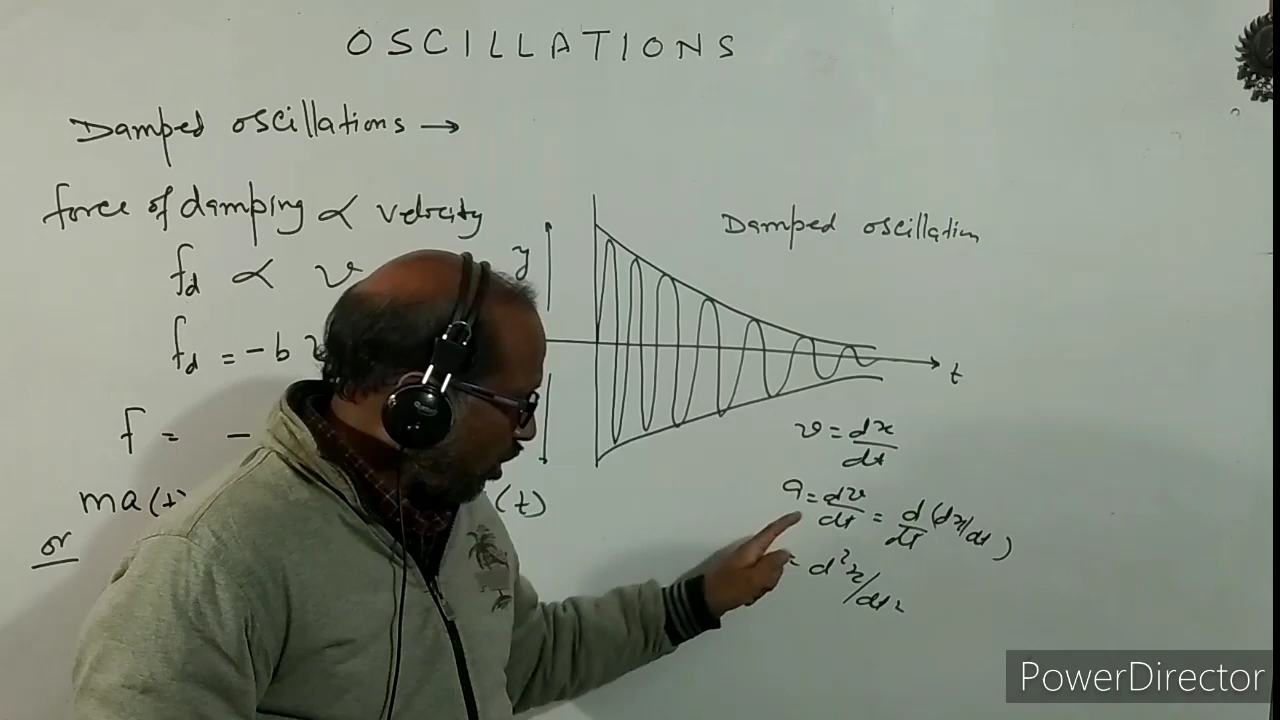 OSCILLATIONS
Damped oscillations →
force of damping ∝ velocity
fd ∝ v
fd = -b
f = -
ma(t)
(t)
or
y
Damped oscillation
t
v = dx/dt
a = dv/dt = d/dt (dx/dt)
= d²x/dt²
PowerDirector